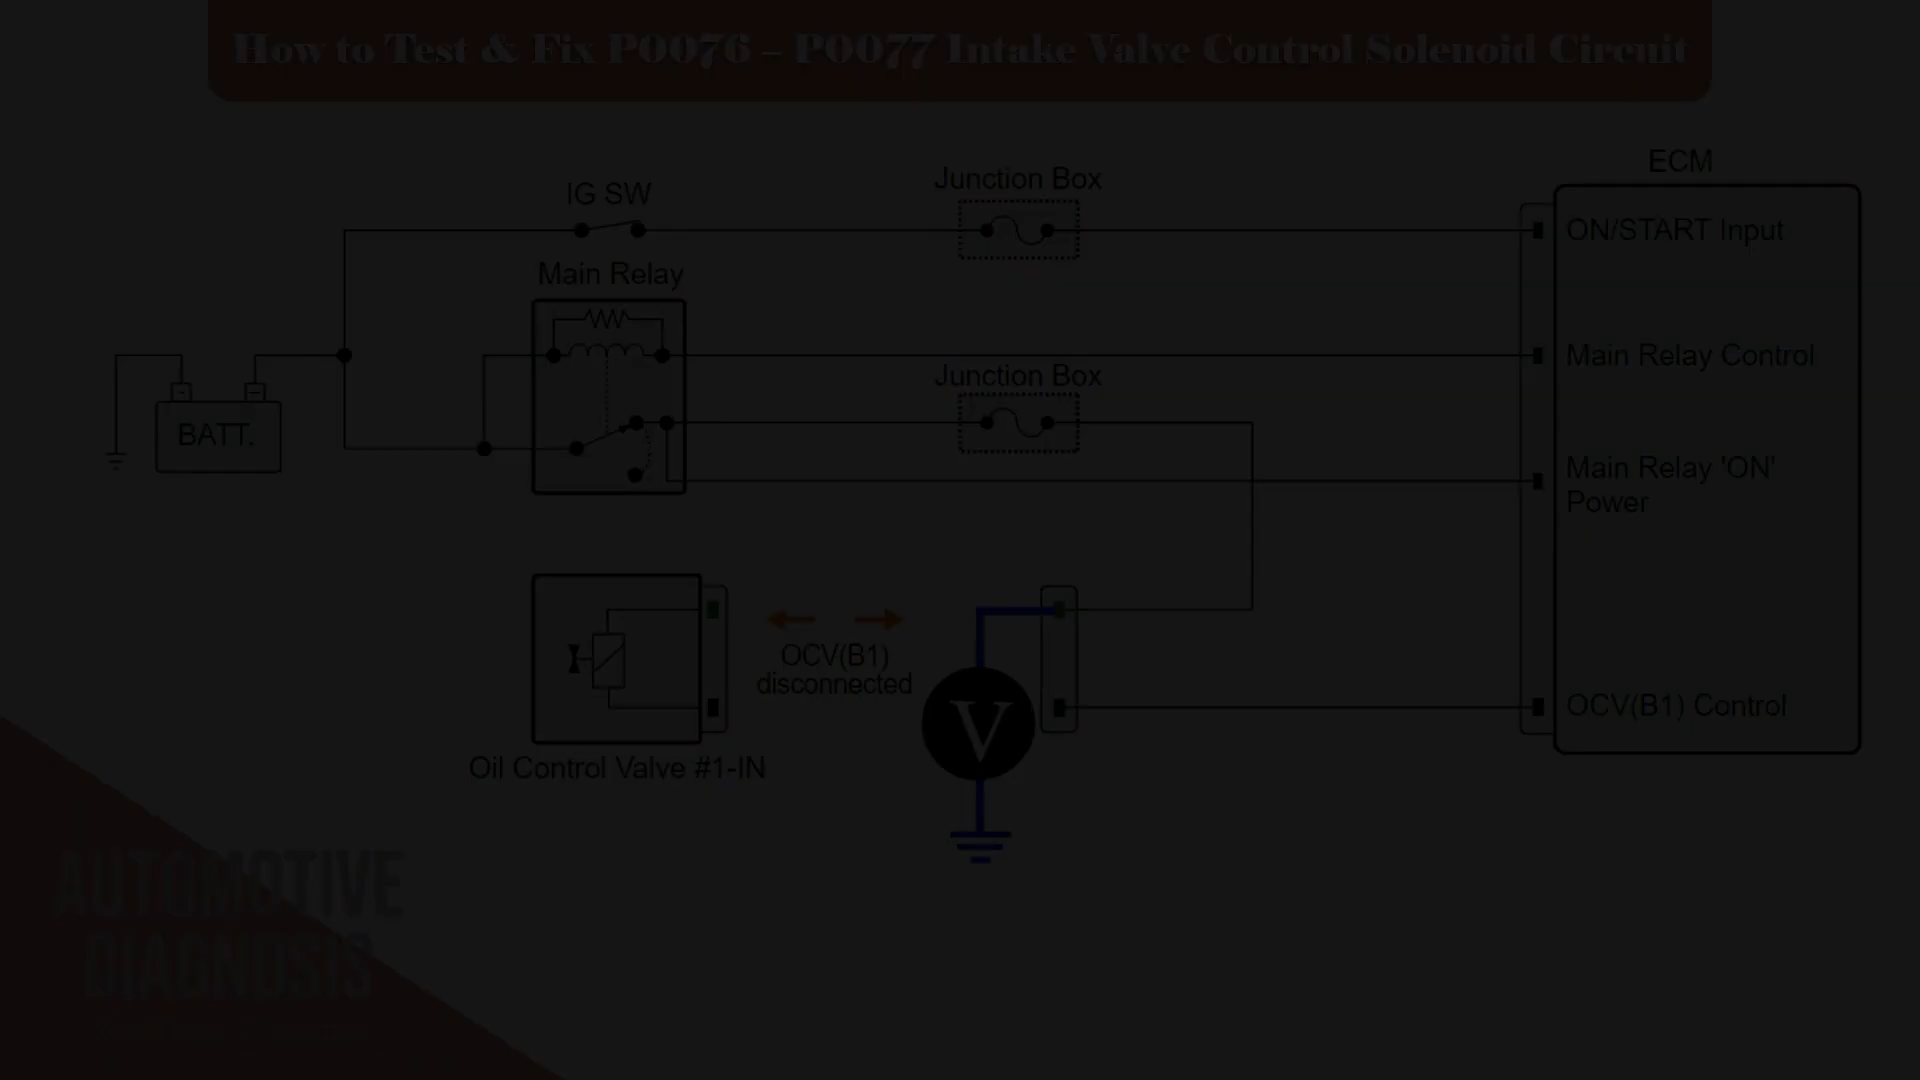 How to Test & Fix P0076 – P0077 Intake Valve Control Solenoid Circuit
ECM
Junction Box
IG SW
ON/START Input
Main Relay
Main Relay Control
Junction Box
BATT.
Main Relay 'ON'
Power
OCV(B1)
disconnected
V
OCV(B1) Control
Oil Control Valve #1-IN
AUTOMOTIVE
DIAGNOSIS